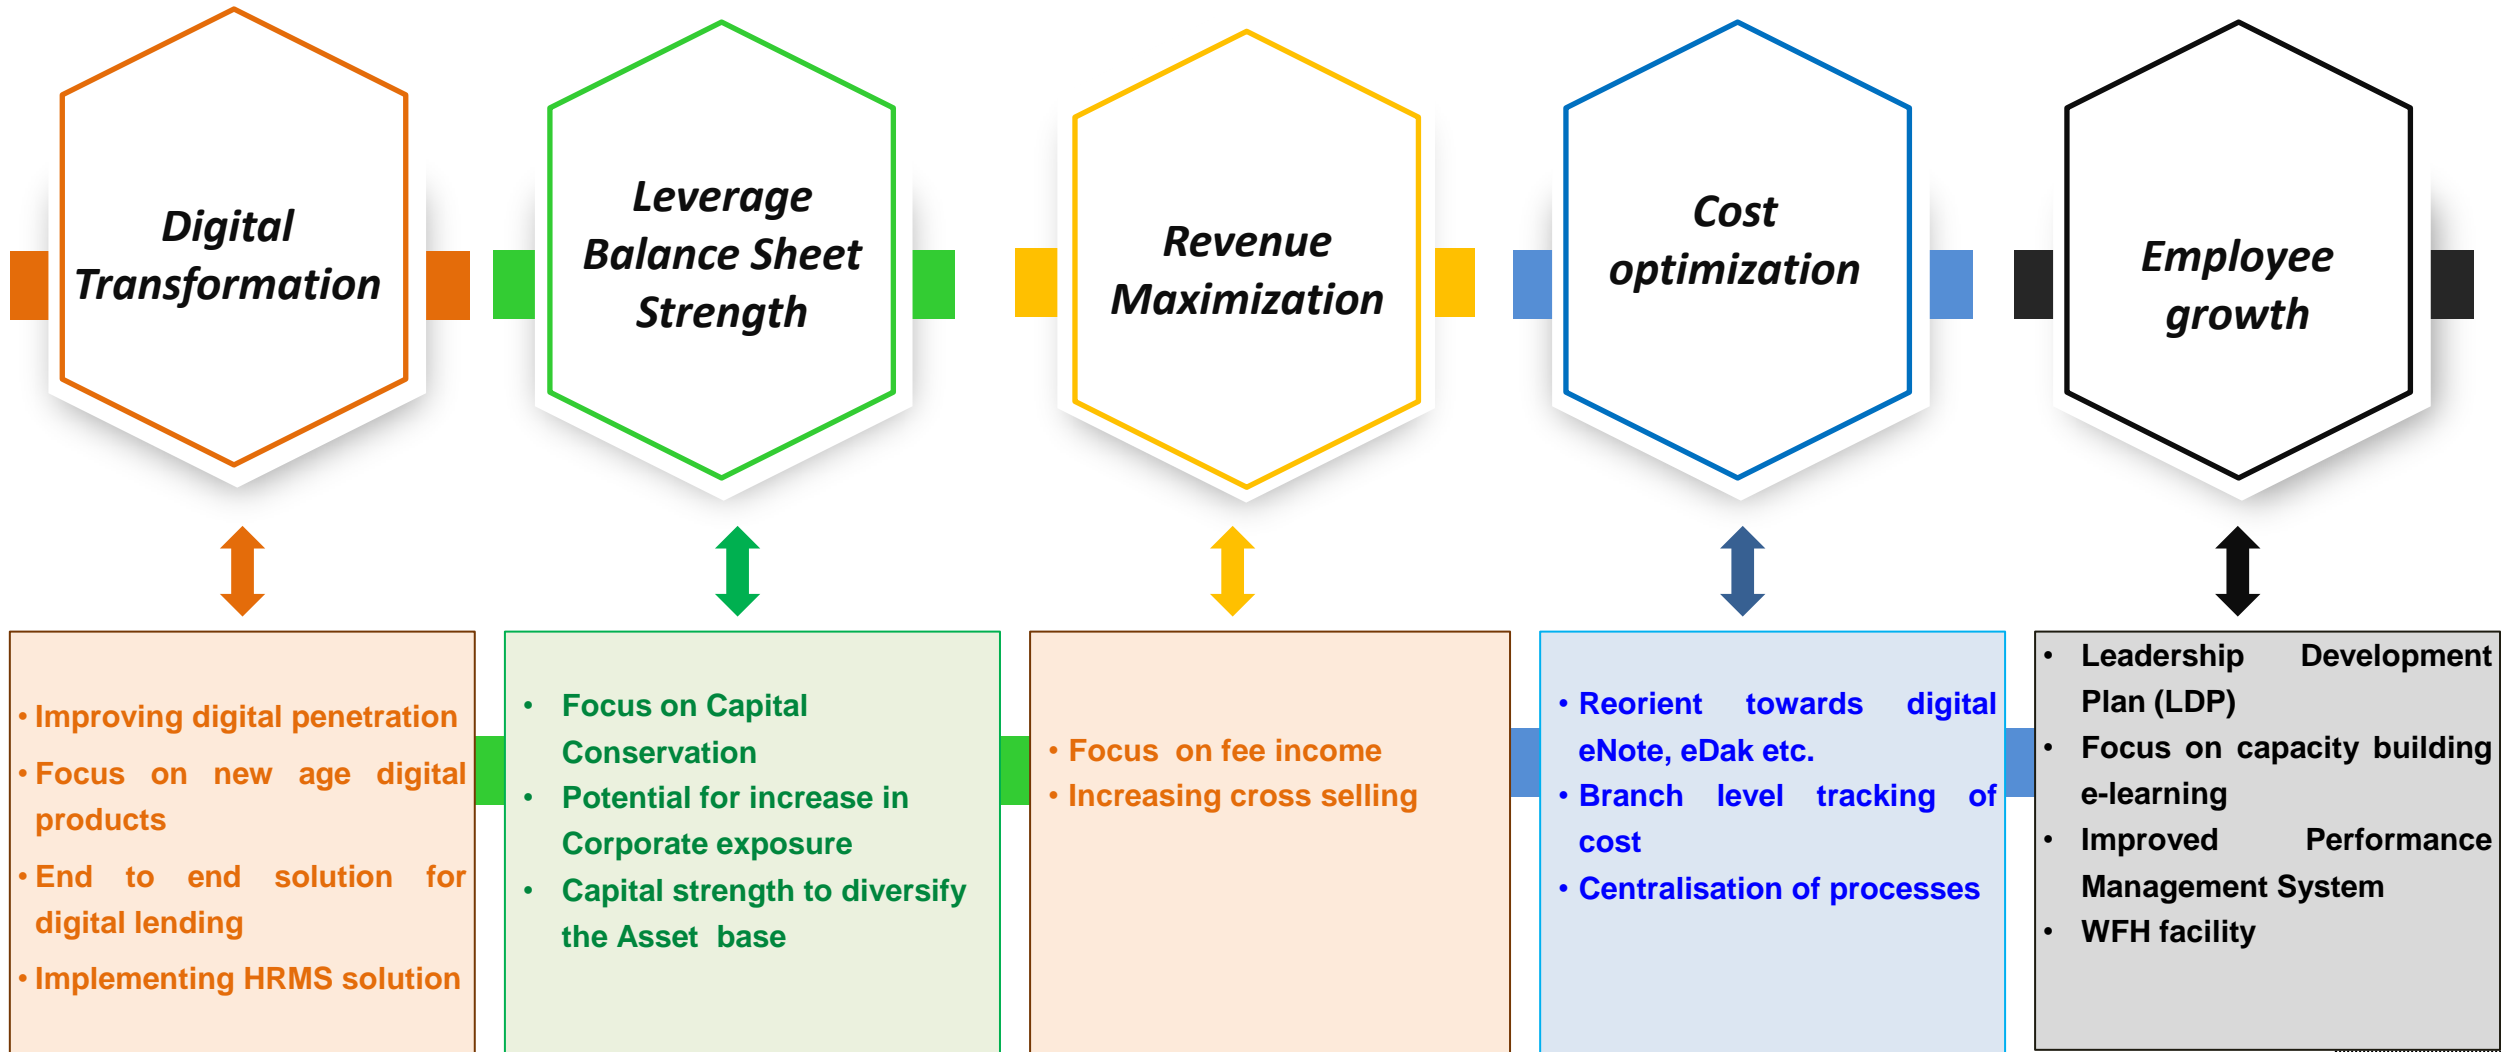 Digital
Transformation
Leverage
Balance Sheet
Strength
Revenue
Maximization
Cost
optimization
Employee
growth
• Improving digital penetration
• Focus on new age digital
products
• End to end solution for
digital lending
• Implementing HRMS solution
• Focus on Capital
Conservation
• Potential for increase in
Corporate exposure
• Capital strength to diversify
the Asset base
• Focus on fee income
• Increasing cross selling
• Reorient towards digital
eNote, eDak etc.
• Branch level tracking of
cost
• Centralisation of processes
• Leadership Development
Plan (LDP)
• Focus on capacity building
e-learning
• Improved Performance
Management System
• WFH facility